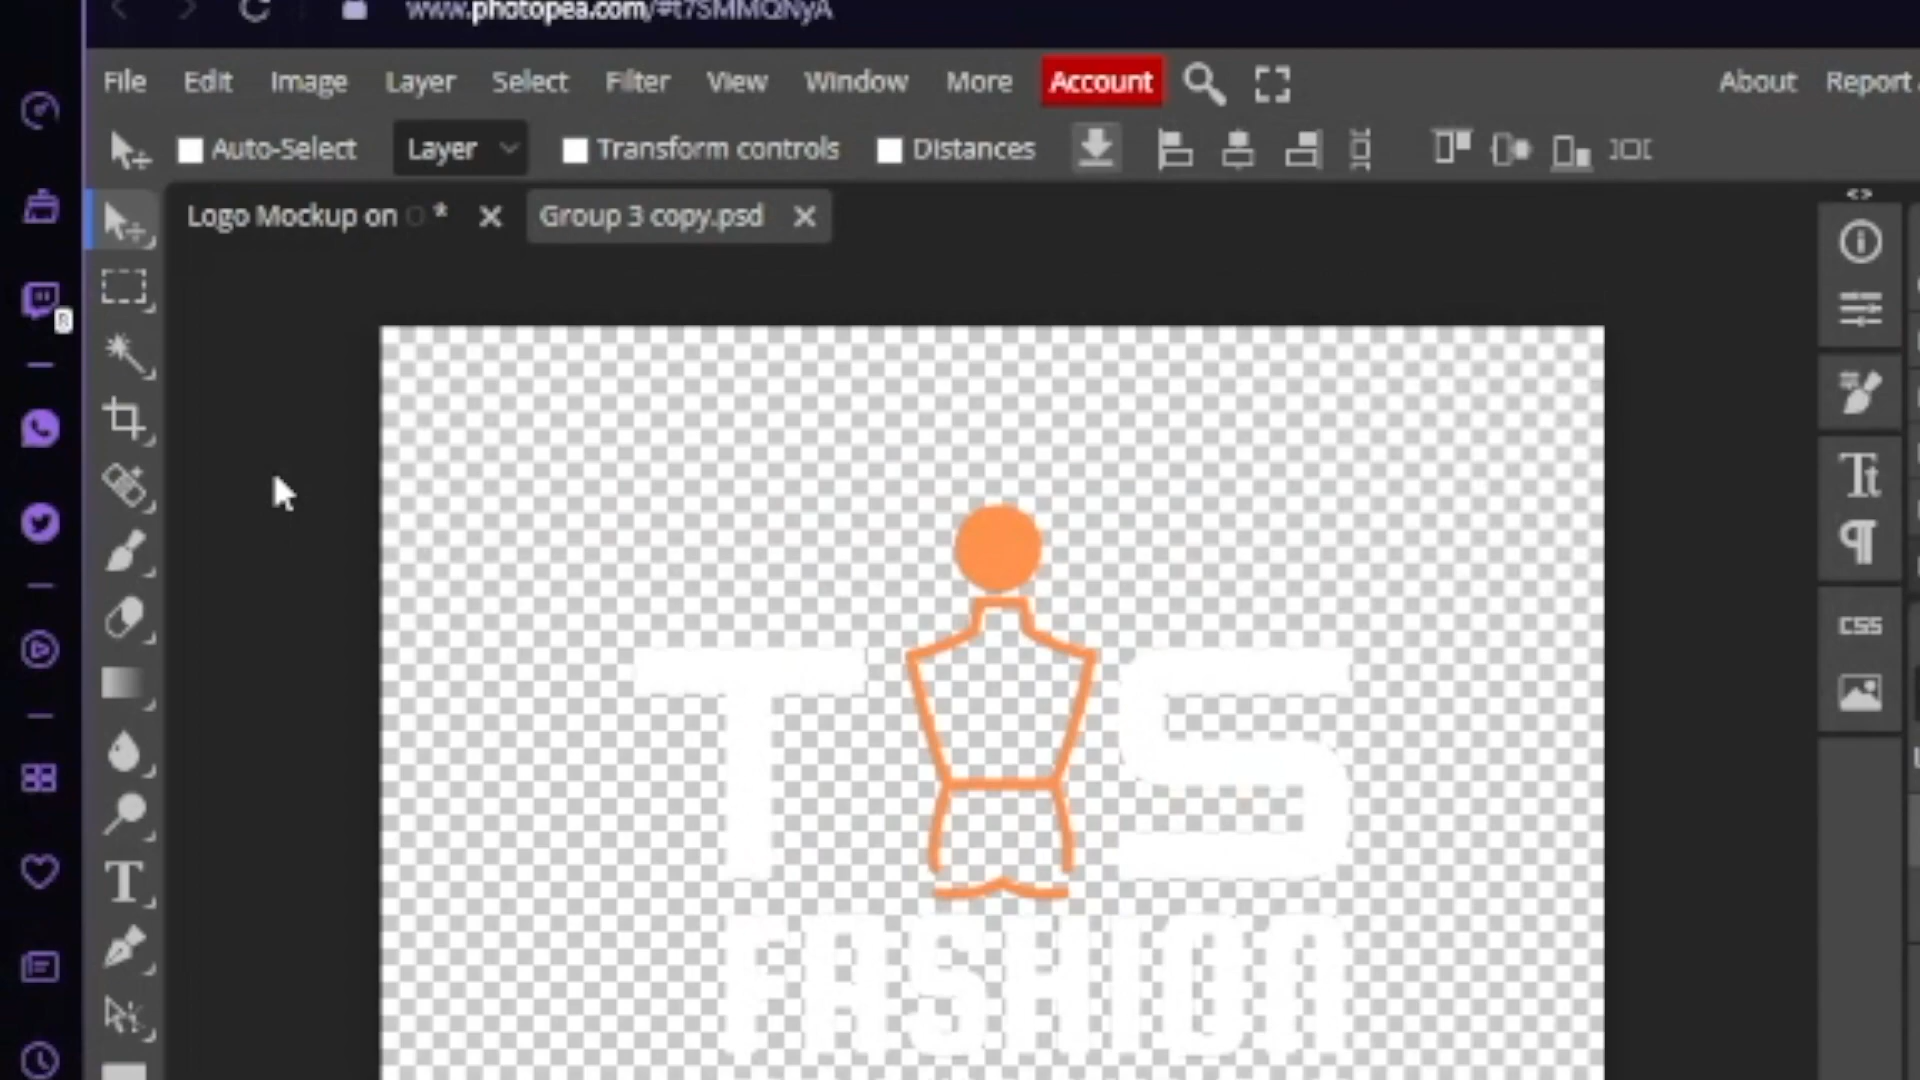 www.photopea.com/#t7SMMQNyA
File Edit Image Layer Select Filter View Window More Account About Report
Auto-Select Layer Transform controls Distances
Logo Mockup on * Group 3 copy.psd
CSS
T S
FASHION